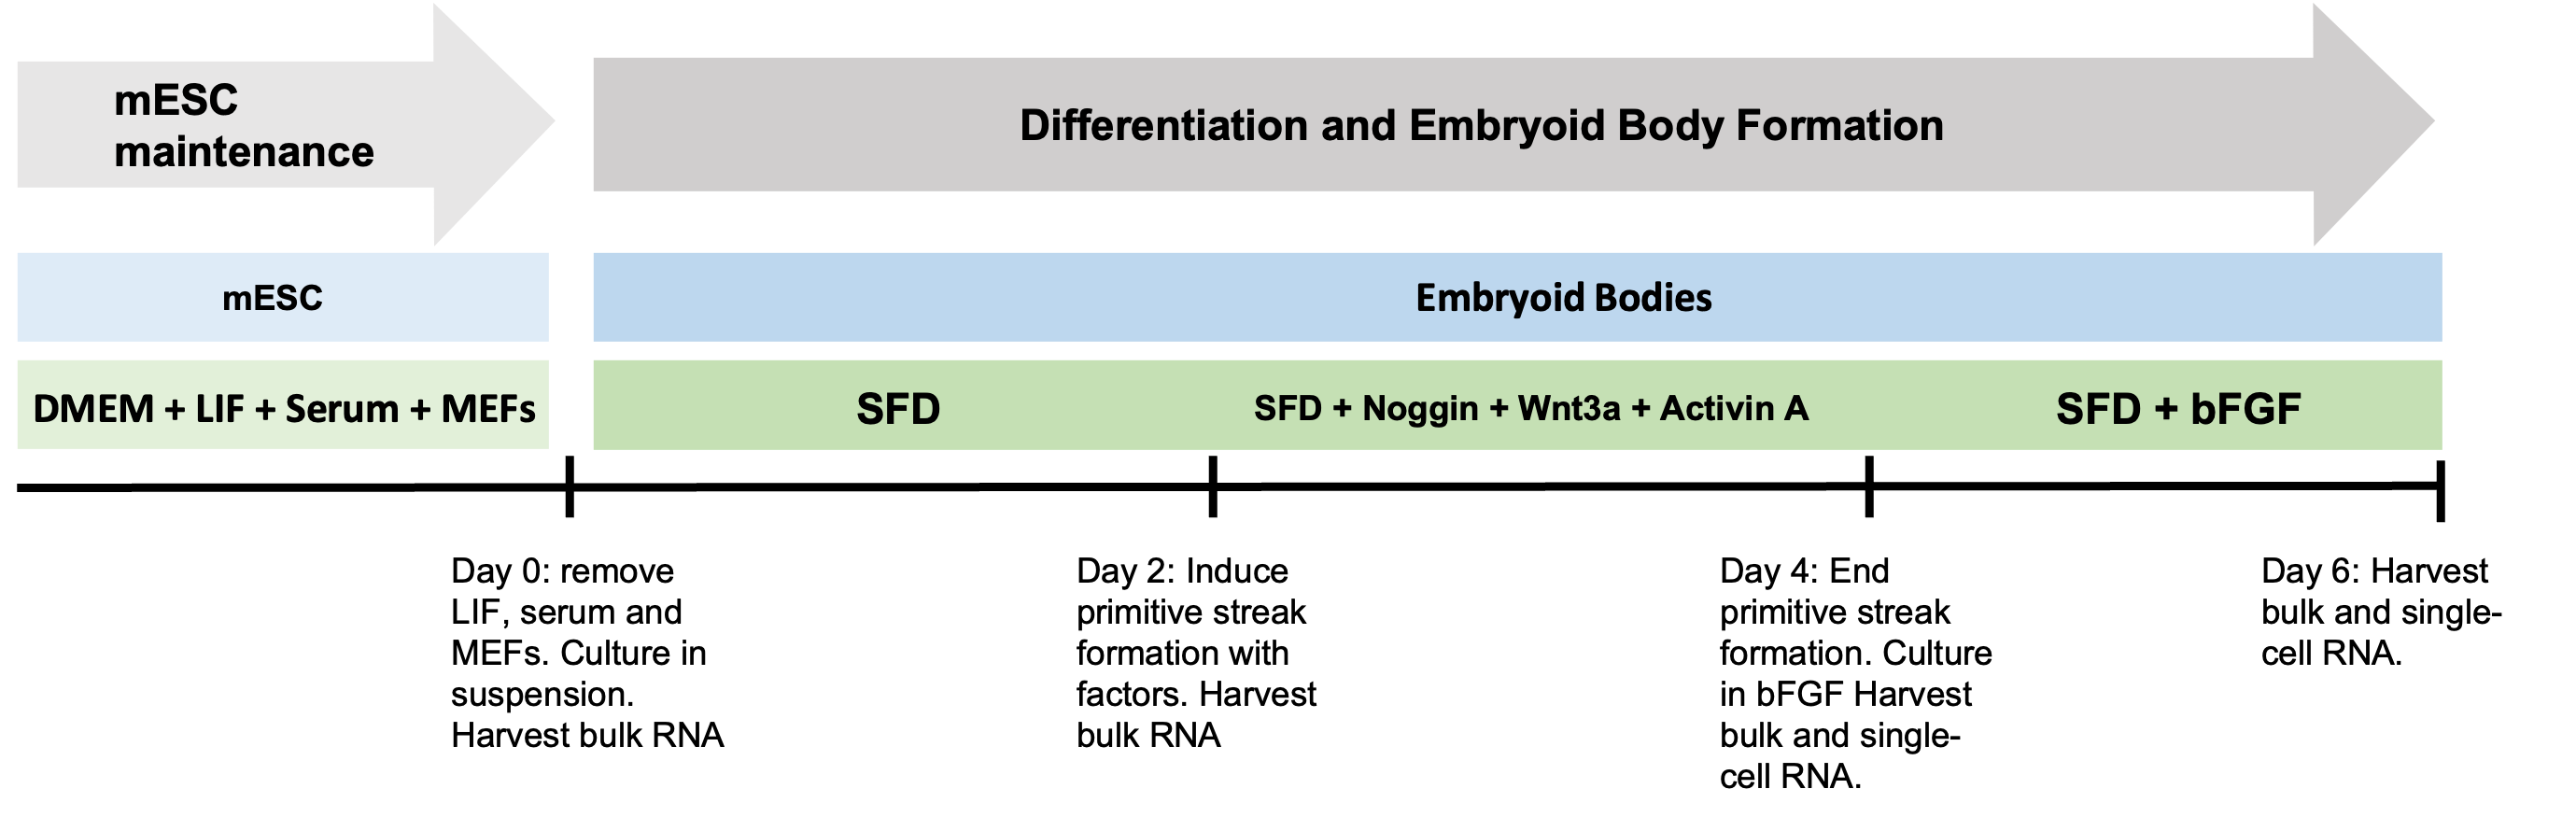 mESC
maintenance
Differentiation and Embryoid Body Formation
mESC
Embryoid Bodies
DMEM + LIF + Serum + MEFs
SFD
SFD + Noggin + Wnt3a + Activin A
SFD + bFGF
Day 0: remove
LIF, serum and
MEFs. Culture in
suspension.
Harvest bulk RNA
Day 2: Induce
primitive streak
formation with
factors. Harvest
bulk RNA
Day 4: End
primitive streak
formation. Culture
in bFGF Harvest
bulk and single-
cell RNA.
Day 6: Harvest
bulk and single-
cell RNA.